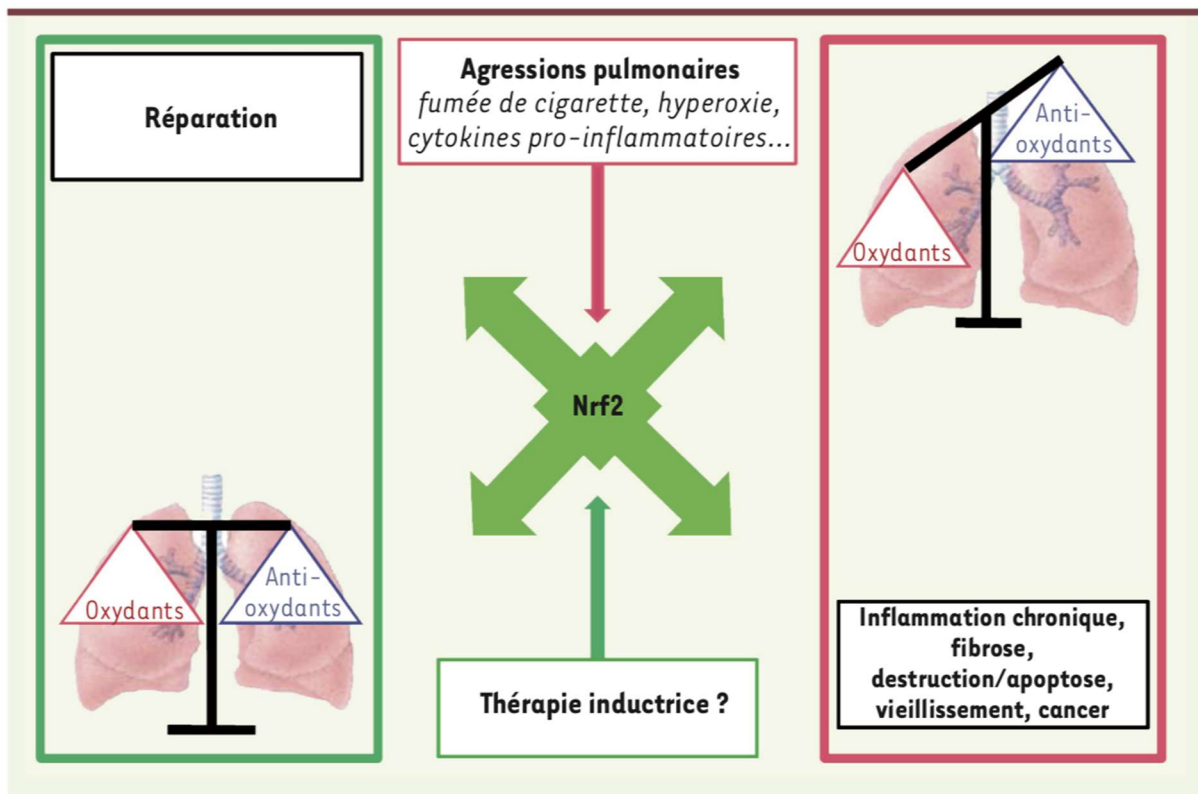 Réparation
Agressions pulmonaires
fumée de cigarette, hyperoxie,
cytokines pro-inflammatoires...
Anti-
oxydants
Oxydants
Nrf2
Oxydants
Anti-
oxydants
Thérapie inductrice ?
Inflammation chronique,
fibrose,
destruction/apoptose,
vieillissement, cancer